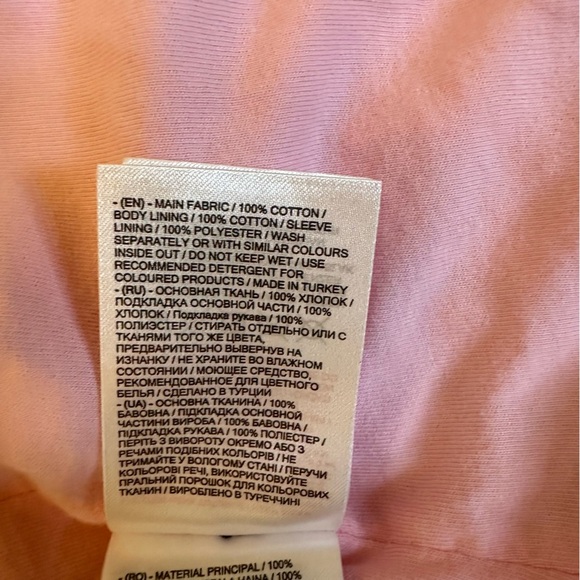 - (EN) - MAIN FABRIC / 100% COTTON /
BODY LINING / 100% COTTON / SLEEVE
LINING / 100% POLYESTER / WASH
SEPARATELY OR WITH SIMILAR COLOURS
INSIDE OUT / DO NOT KEEP WET / USE
RECOMMENDED DETERGENT FOR
COLOURED PRODUCTS / MADE IN TURKEY
- (RU) - ОСНОВНАЯ ТКАНЬ / 100% ХЛОПОК /
ПОДКЛАДКА ОСНОВНОЙ ЧАСТИ / 100%
ХЛОПОК / Подкладка рукава / 100%
ПОЛИЭСТЕР / СТИРАТЬ ОТДЕЛЬНО ИЛИ С
ТКАНЯМИ ТОГО ЖЕ ЦВЕТА,
ПРЕДВАРИТЕЛЬНО ВЫВЕРНУВ НА
ИЗНАНКУ / НЕ ХРАНИТЕ ВО ВЛАЖНОМ
СОСТОЯНИИ / МОЮЩЕЕ СРЕДСТВО,
РЕКОМЕНДОВАННОЕ ДЛЯ ЦВЕТНОГО
БЕЛЬЯ / СДЕЛАНО В ТУРЦИИ
- (UA) - ОСНОВНА ТКАНИНА / 100%
БАВОВНА / ПІДКЛАДКА ОСНОВНОЇ
ЧАСТИНИ ВИРОБА / 100% БАВОВНА /
ПІДКЛАДКА РУКАВА / 100% ПОЛІЕСТЕР /
ПЕРІТЬ З ВИВОРОТУ ОКРЕМО АБО З
РЕЧАМИ ПОДІБНИХ КОЛЬОРІВ / НЕ
ТРИМАЙТЕ У ВОЛОГОМУ СТАНІ / ПЕРУЧИ
КОЛЬОРОВІ РЕЧІ, ВИКОРИСТОВУЙТЕ
ПРАЛЬНИЙ ПОРОШОК ДЛЯ КОЛЬОРОВИХ
ТКАНИН / ВИРОБЛЕНО В ТУРЕЧЧИНІ
- (RO) - MATERIAL PRINCIPAL / 100%